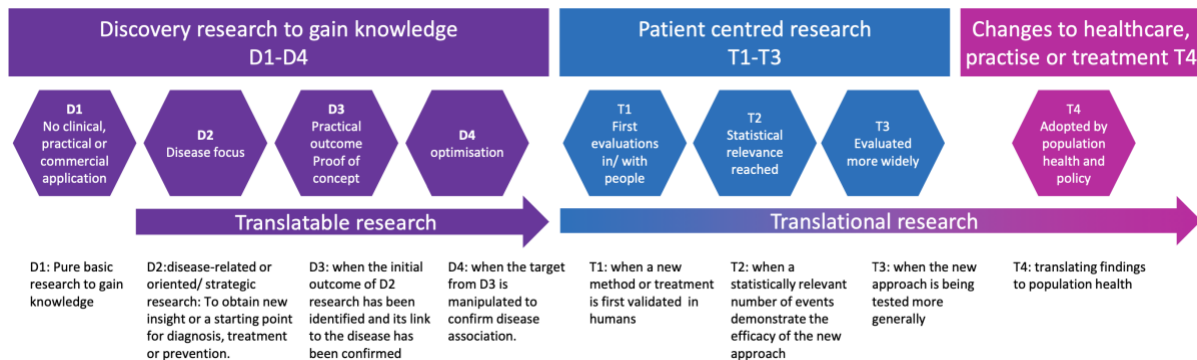 Discovery research to gain knowledge
D1-D4
Patient centred research
T1-T3
Changes to healthcare,
practise or treatment T4
D1
No clinical,
practical or
commercial
application
D2
Disease focus
D3
Practical
outcome
Proof of
concept
D4
optimisation
T1
First
evaluations
in/ with
people
T2
Statistical
relevance
reached
T3
Evaluated
more widely
T4
Adopted by
population
health and
policy
Translatable research
Translational research
D1: Pure basic
research to gain
knowledge
D2:disease-related or
oriented/ strategic
research: To obtain new
insight or a starting point
for diagnosis, treatment
or prevention.
D3: when the initial
outcome of D2
research has been
identified and its link
to the disease has
been confirmed
D4: when the target
from D3 is
manipulated to
confirm disease
association.
T1: when a new
method or treatment
is first validated in
humans
T2: when a
statistically relevant
number of events
demonstrate the
efficacy of the new
approach
T3: when the new
approach is being
tested more
generally
T4: translating findings
to population health